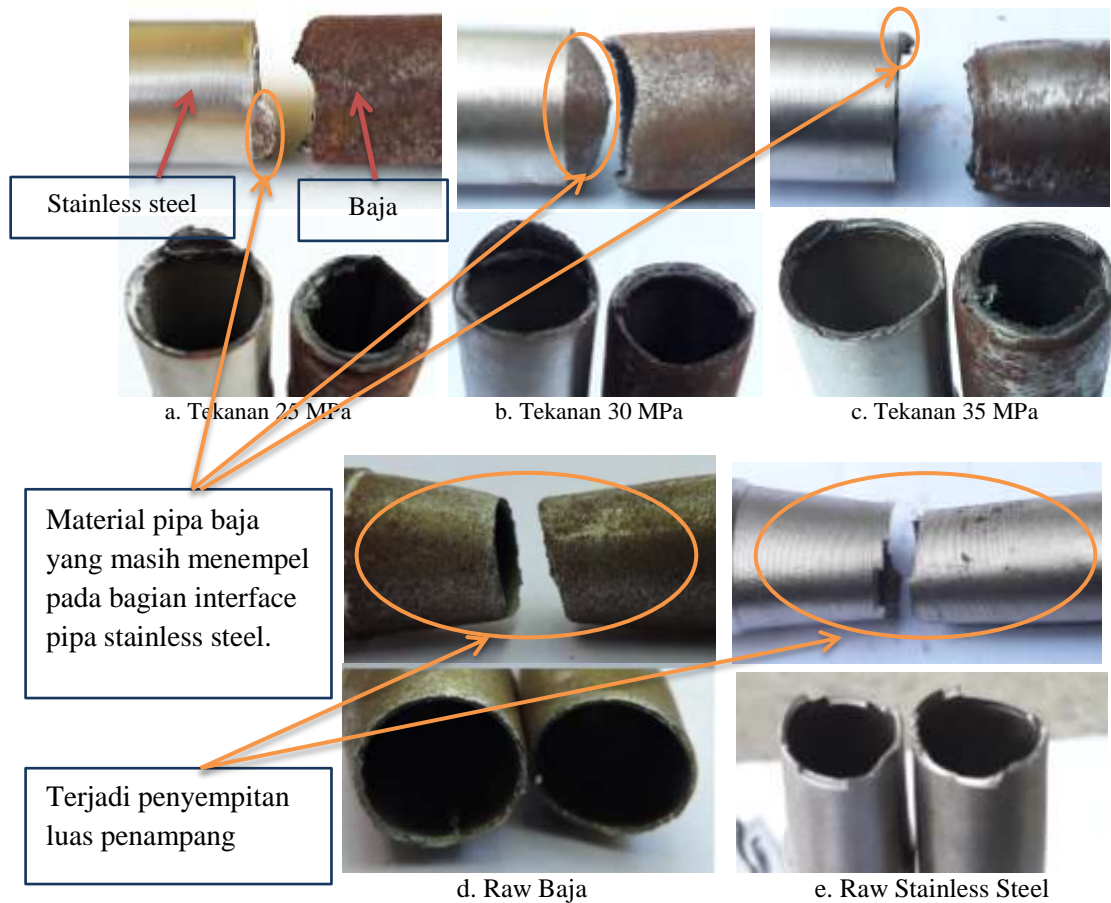 Stainless steel
Baja
a. Tekanan 25 MPa
b. Tekanan 30 MPa
c. Tekanan 35 MPa
Material pipa baja
yang masih menempel
pada bagian interface
pipa stainless steel.
Terjadi penyempitan
luas penampang
d. Raw Baja
e. Raw Stainless Steel